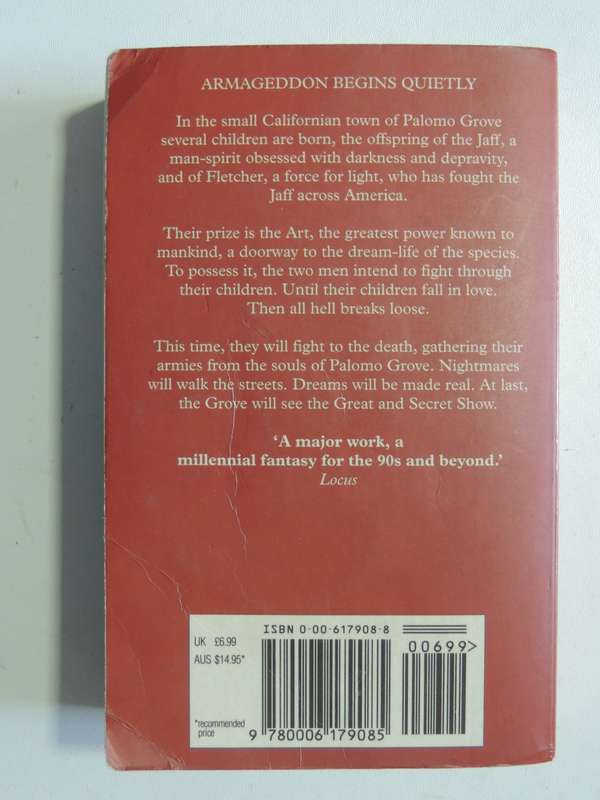 ARMAGEDDON BEGINS QUIETLY
In the small Californian town of Palomo Grove
several children are born, the offspring of the Jaff, a
man-spirit obsessed with darkness and depravity,
and of Fletcher, a force for light, who has fought the
Jaff across America.
Their prize is the Art, the greatest power known to
mankind, a doorway to the dream-life of the species.
To possess it, the two men intend to fight through
their children. Until their children fall in love.
Then all hell breaks loose.
This time, they will fight to the death, gathering their
armies from the souls of Palomo Grove. Nightmares
will walk the streets. Dreams will be made real. At last,
the Grove will see the Great and Secret Show.
‘A major work, a
millennial fantasy for the 90s and beyond.’
Locus
ISBN 0-00-617908-8
UK £6.99
AUS $14.95*
00699>
*recommended
price
9 780006 179085